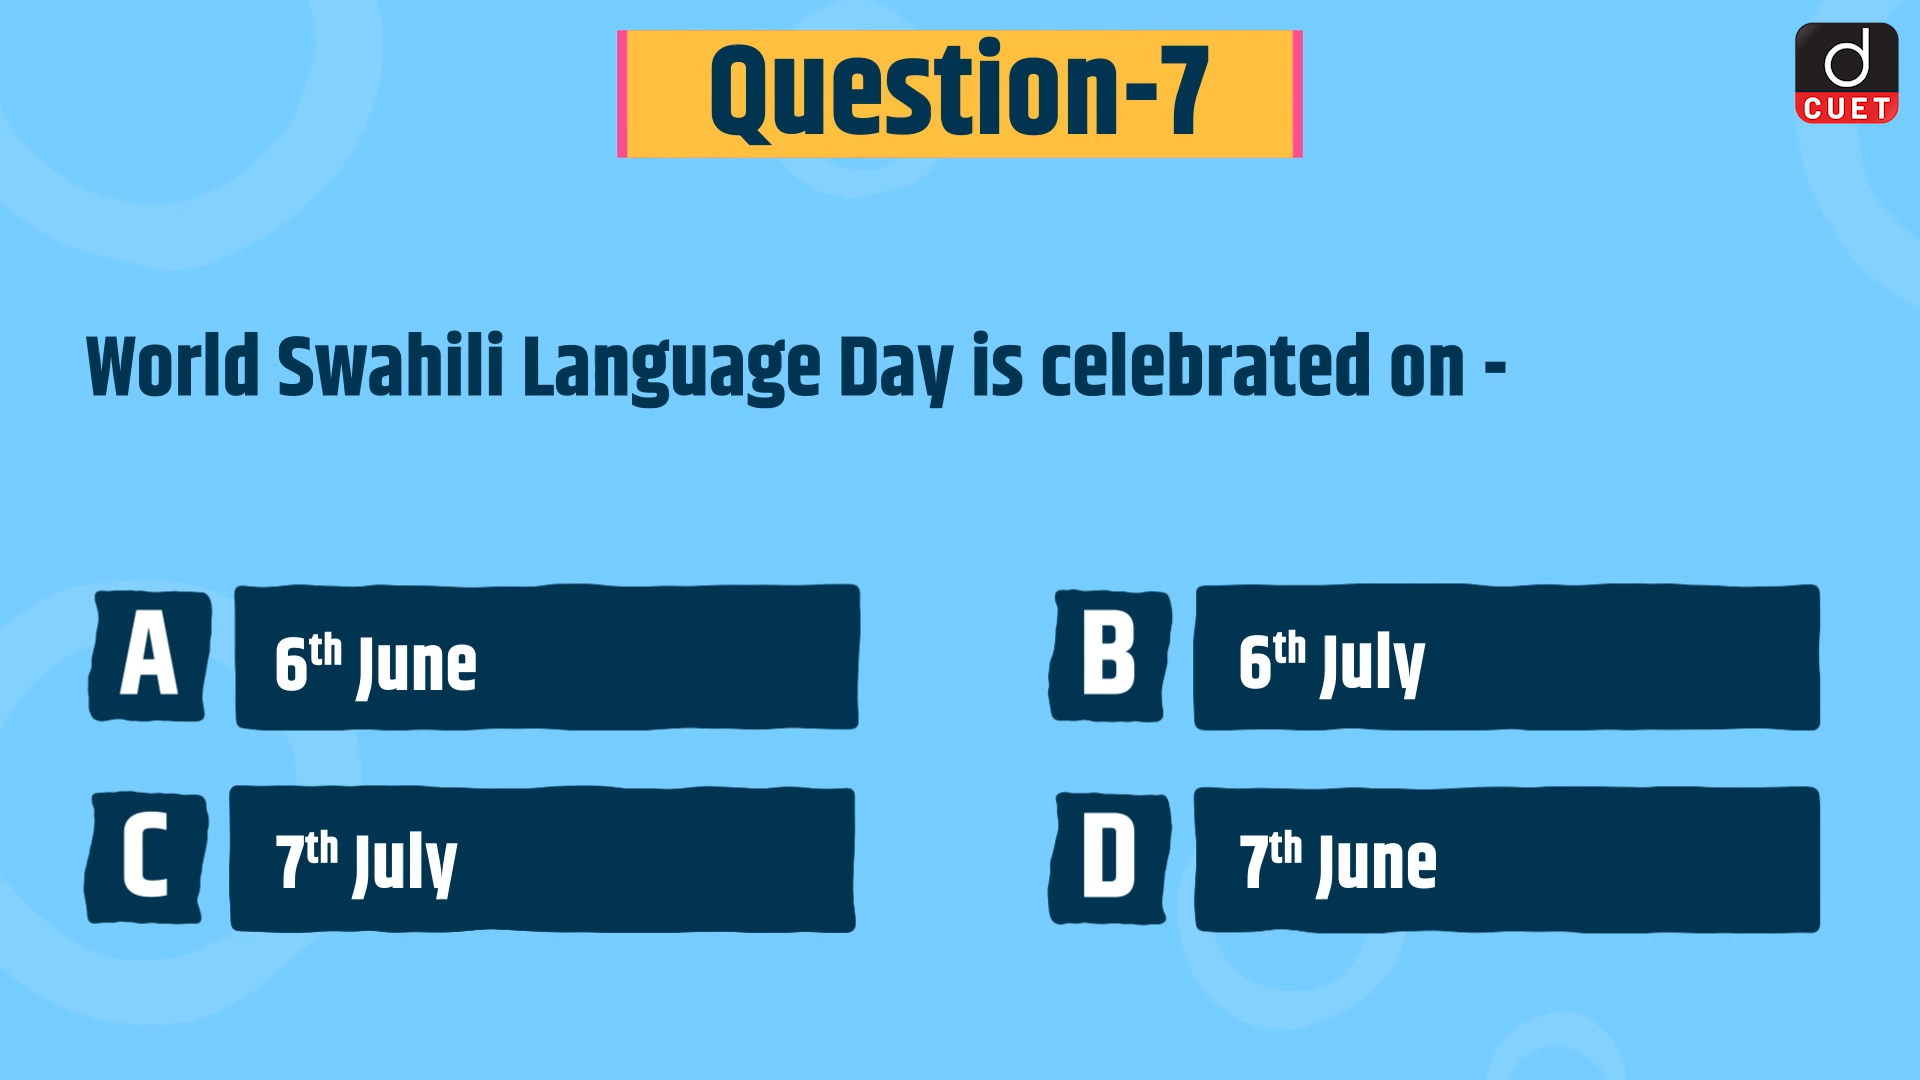 Question-7
d
CUET
World Swahili Language Day is celebrated on -
A
6th June
B
6th July
C
7th July
D
7th June